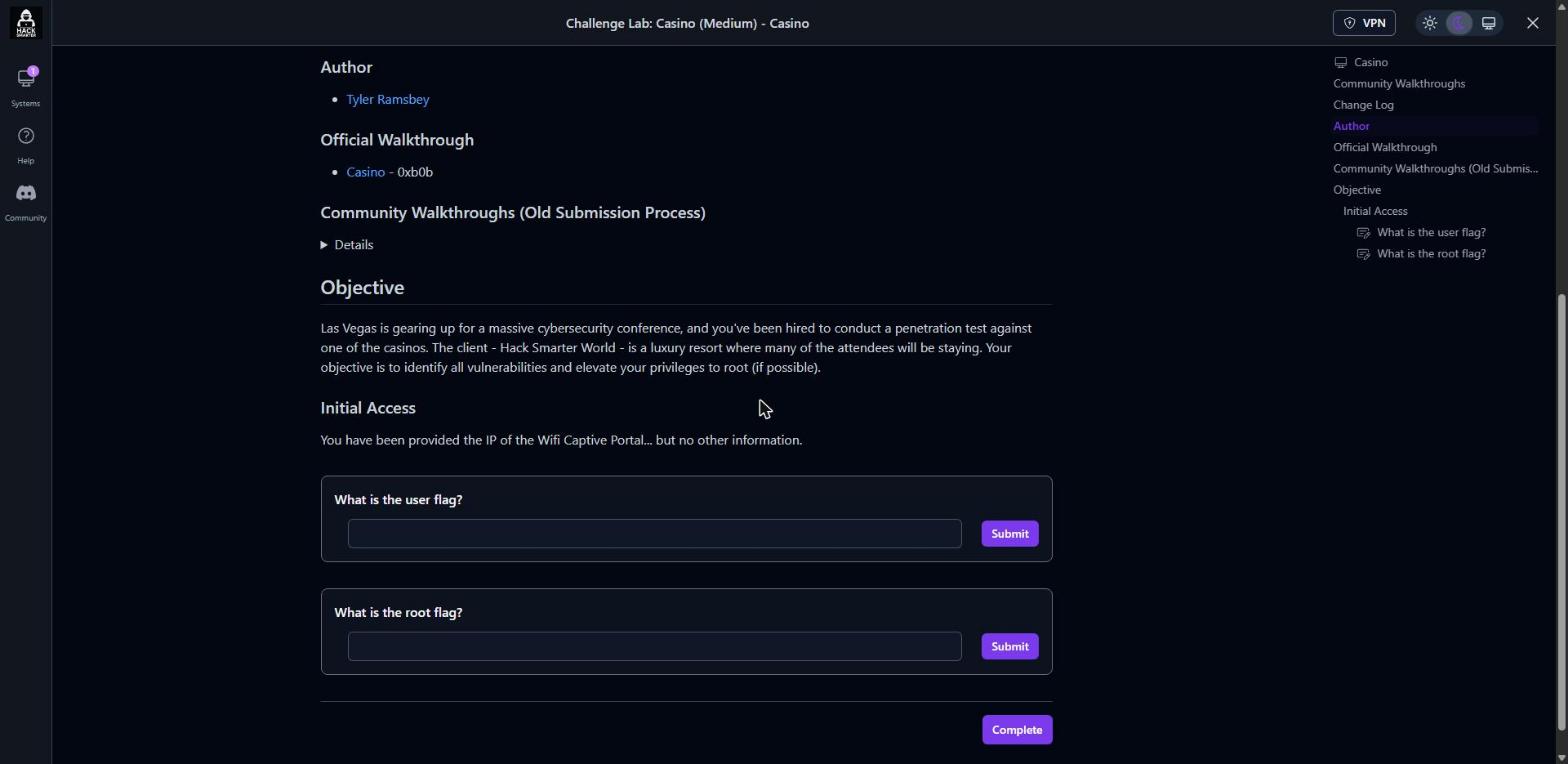 HACK
SMARTER
Challenge Lab: Casino (Medium) - Casino
VPN
1
Systems
Help
Community
Author
Tyler Ramsbey
Official Walkthrough
Casino - 0xb0b
Community Walkthroughs (Old Submission Process)
Details
Objective
Las Vegas is gearing up for a massive cybersecurity conference, and you've been hired to conduct a penetration test against
one of the casinos. The client - Hack Smarter World - is a luxury resort where many of the attendees will be staying. Your
objective is to identify all vulnerabilities and elevate your privileges to root (if possible).
Initial Access
You have been provided the IP of the Wifi Captive Portal... but no other information.
What is the user flag?
Submit
What is the root flag?
Submit
Complete
Casino
Community Walkthroughs
Change Log
Author
Official Walkthrough
Community Walkthroughs (Old Submis...
Objective
Initial Access
What is the user flag?
What is the root flag?